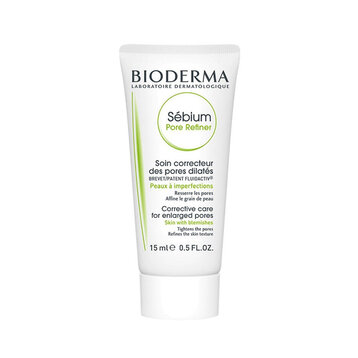 BIODERMA
LABORATOIRE DERMATOLOGIQUE
Sébium
Pore Refiner
Soin correcteur
des pores dilatés
BREVET/PATENT FLUIDACTIV®
Peaux à imperfections
Resserre les pores
Affine le grain de peau
Corrective care
for enlarged pores
Skin with blemishes
Tightens the pores
Refines the skin texture
15 ml e 0.5 FL.OZ.